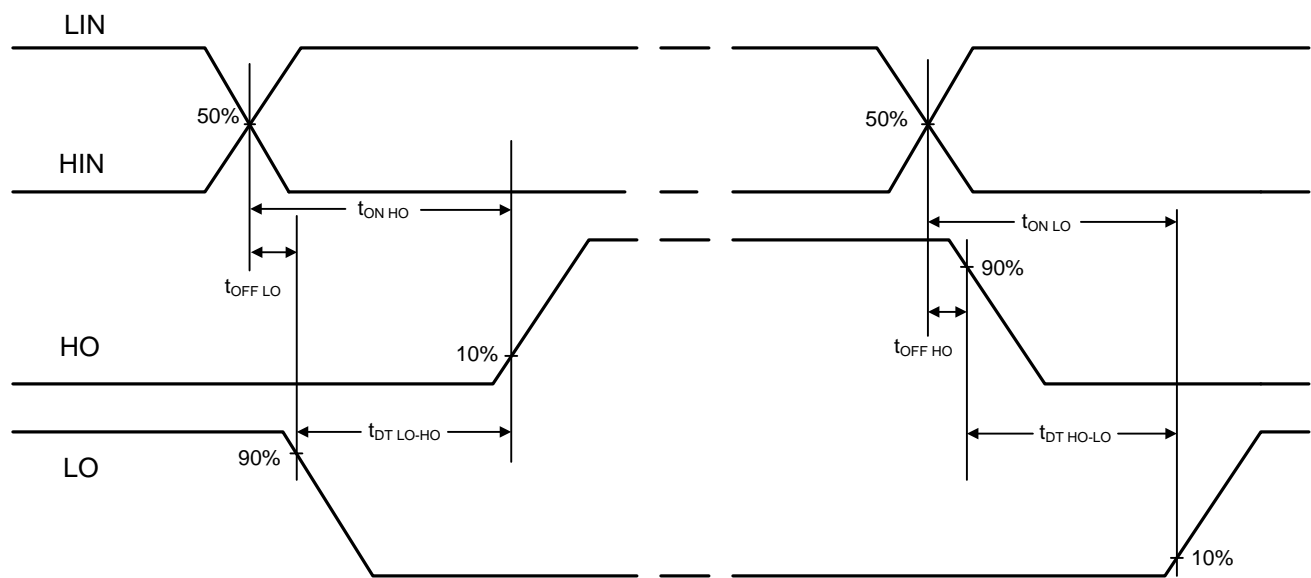 LIN
50%
50%
HIN
tON HO
tON LO
tOFF LO
90%
HO
10%
tOFF HO
tDT LO-HO
tDT HO-LO
90%
LO
10%